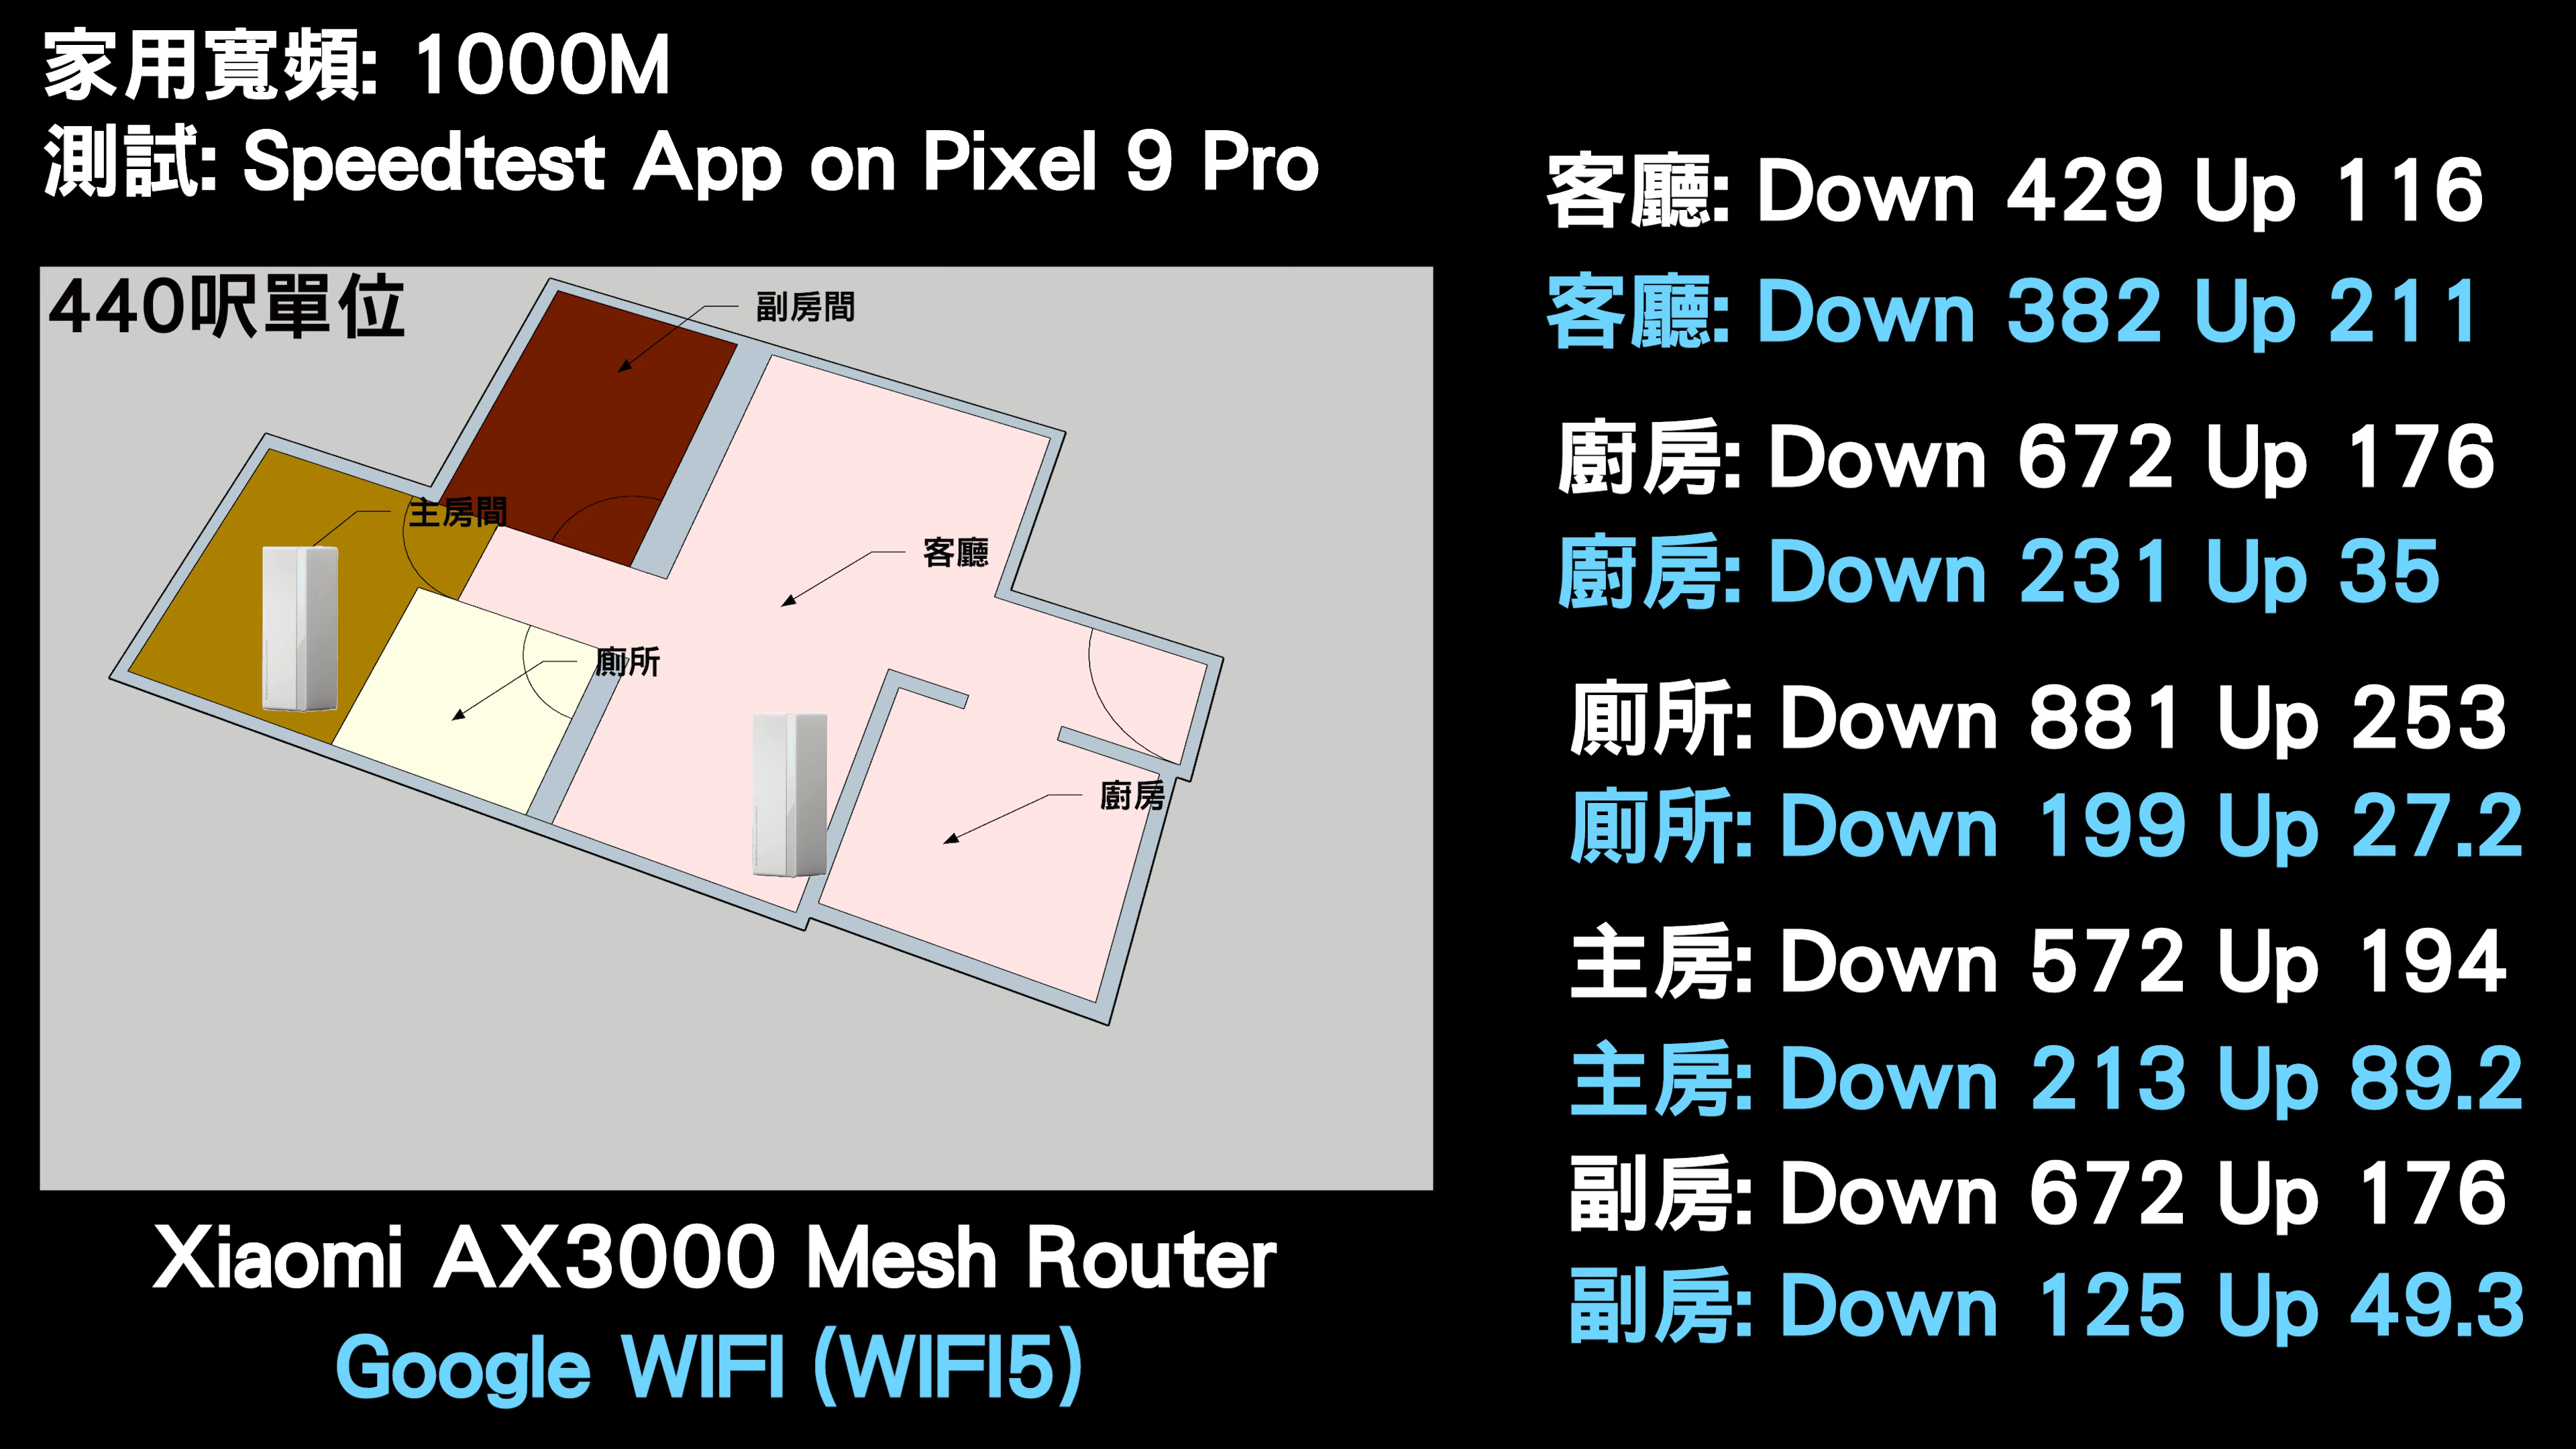 家用寬頻: 1000M
測試: Speedtest App on Pixel 9 Pro
440呎單位
副房間
主房間
客廳
廁所
廚房
Xiaomi AX3000 Mesh Router
Google WIFI (WIFI5)
客廳: Down 429 Up 116
客廳: Down 382 Up 211
廚房: Down 672 Up 176
廚房: Down 231 Up 35
廁所: Down 881 Up 253
廁所: Down 199 Up 27.2
主房: Down 572 Up 194
主房: Down 213 Up 89.2
副房: Down 672 Up 176
副房: Down 125 Up 49.3